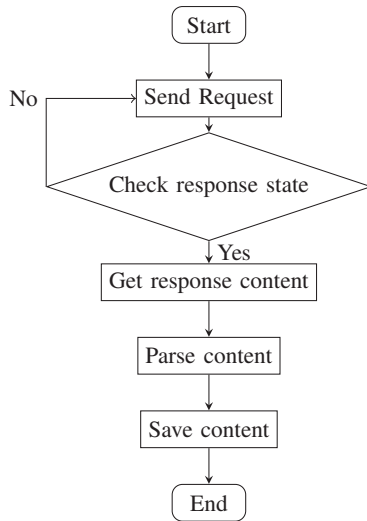 Start
No
Send Request
Check response state
Yes
Get response content
Parse content
Save content
End